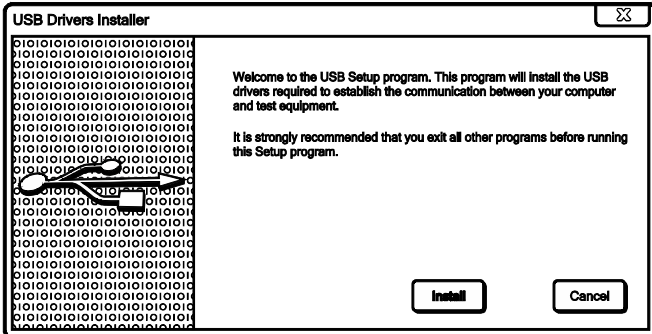 USB Drivers Installer
Welcome to the USB Setup program. This program will install the USB
drivers required to establish the communication between your computer
and test equipment.
It is strongly recommended that you exit all other programs before running
this Setup program.
Install
Cancel